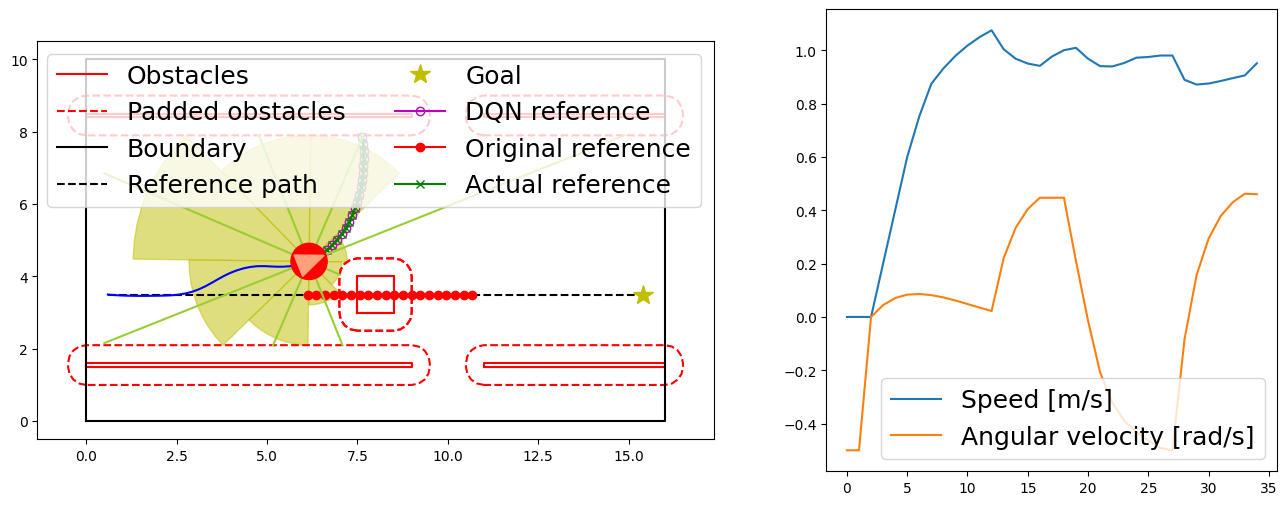 10
8
6
4
2
0
Obstacles
Padded obstacles
Boundary
Reference path
Goal
DQN reference
Original reference
Actual reference
0.0 2.5 5.0 7.5 10.0 12.5 15.0
1.0
0.8
0.6
0.4
0.2
0.0
−0.2
−0.4
Speed [m/s]
Angular velocity [rad/s]
0 5 10 15 20 25 30 35